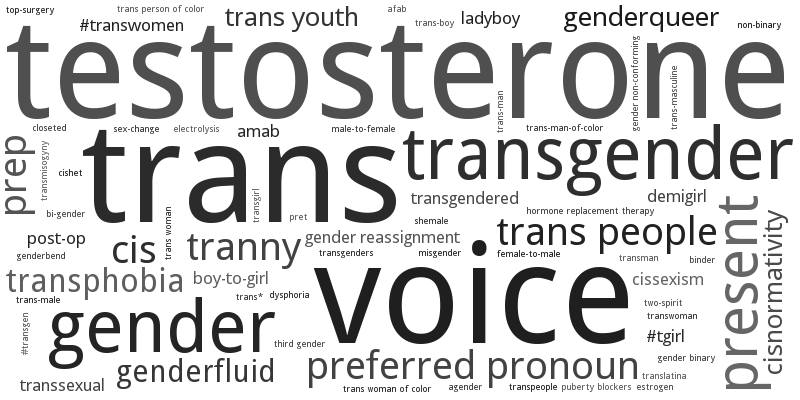 top-surgery
trans person of color
#transwomen
trans youth
afab
trans-boy
ladyboy
genderqueer
non-binary
testosterone
gender non-conforming
trans-masculine
trans-man
closeted
sex-change
electrolysis
amab
male-to-female
trans-man-of-color
prep
transmisogyny
cishet
trans
transgender
bi-gender
transgirl
pret
transgendered
demigirl
shemale
hormone replacement therapy
post-op
cis
trans woman
tranny
gender reassignment
trans people
present
cisnormativity
genderbend
transgenders
misgender
female-to-male
transman
binder
transphobia
boy-to-girl
cissexism
trans-male
trans*
dysphoria
voice
two-spirit
transwoman
#transgen
gender
third gender
#tgirl
genderfluid
preferred pronoun
gender binary
transsexual
trans woman of color
agender
transpeople
puberty blockers
estrogen
translatina